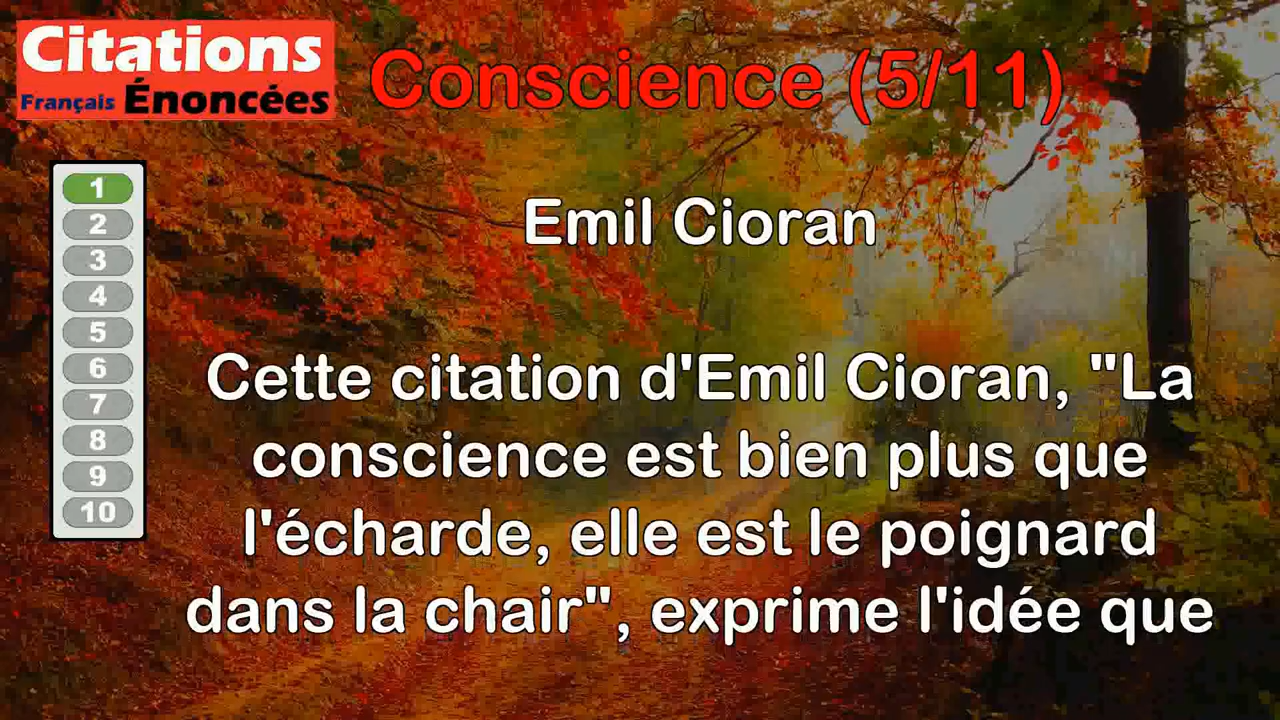 Citations
Français Énoncées
Conscience (5/11)
1
2
3
4
5
6
7
8
9
10
Emil Cioran
Cette citation d'Emil Cioran, "La
conscience est bien plus que
l'écharde, elle est le poignard
dans la chair", exprime l'idée que